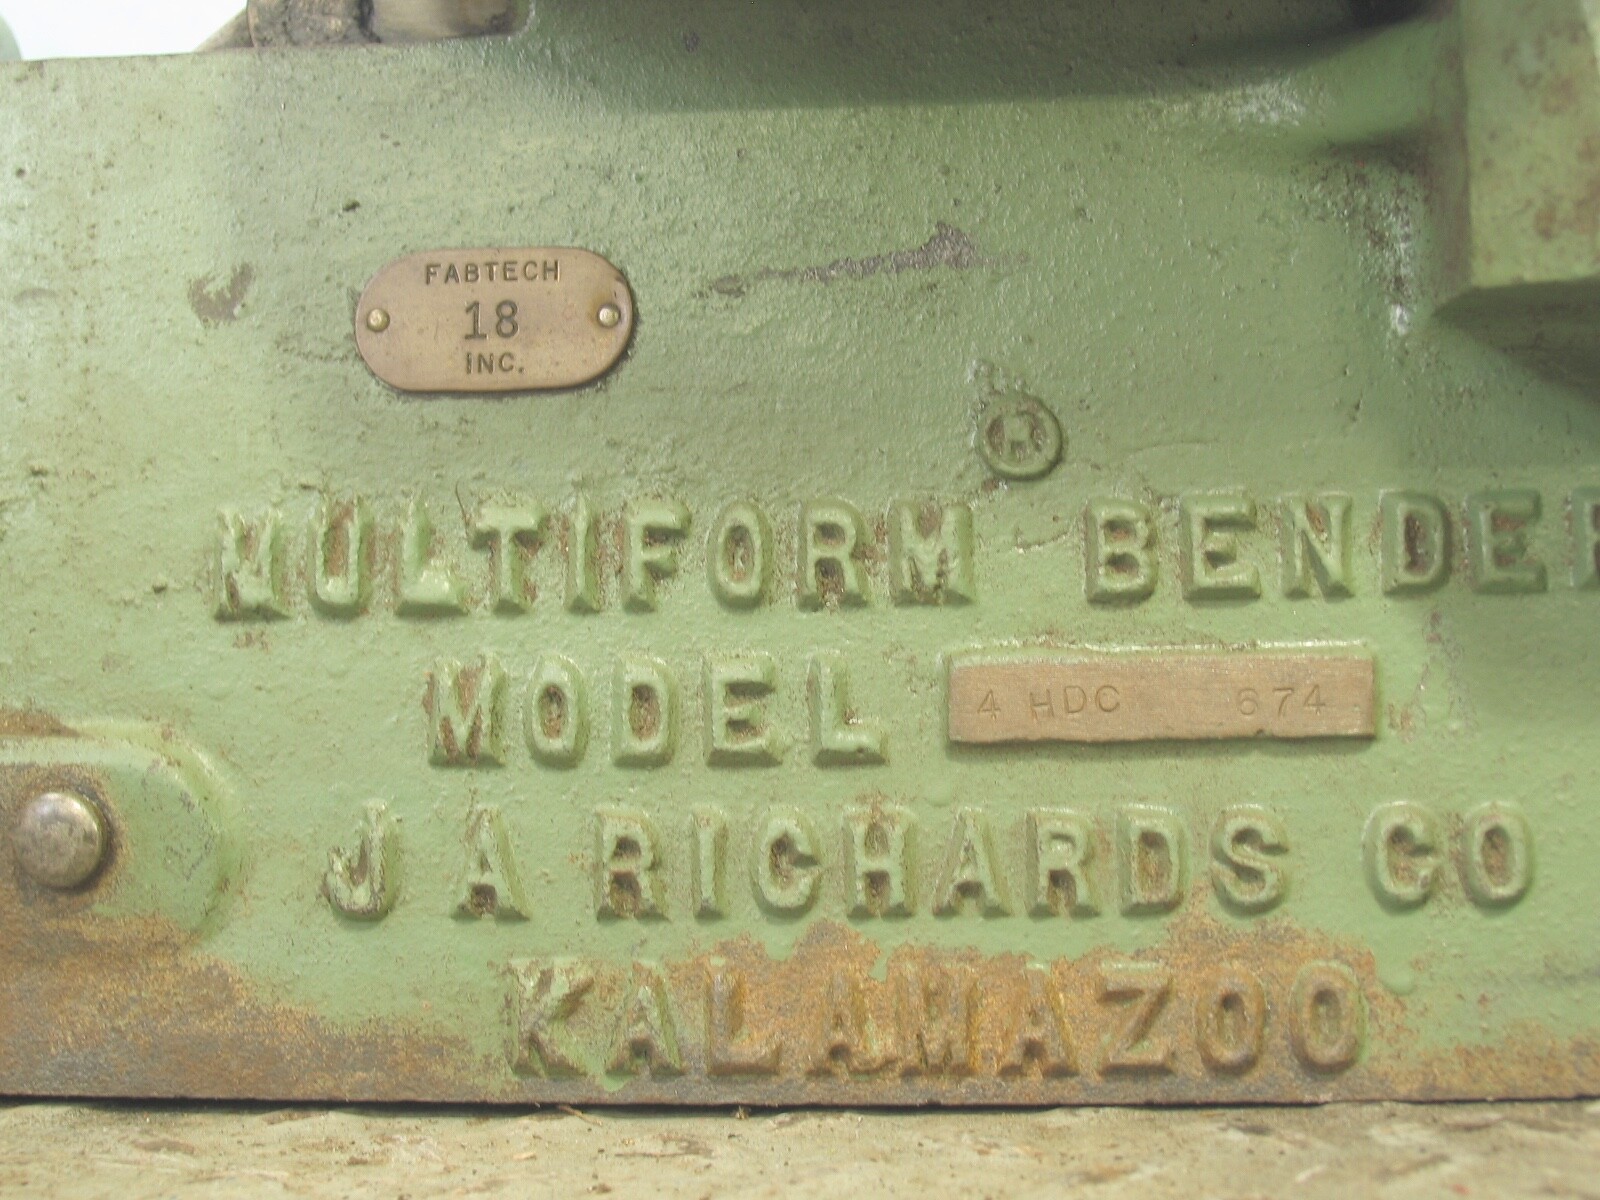 FABTECH
18
INC.
®
MULTIFORM BENDER
MODEL 4 HDC 674
J A RICHARDS CO
KALAMAZOO